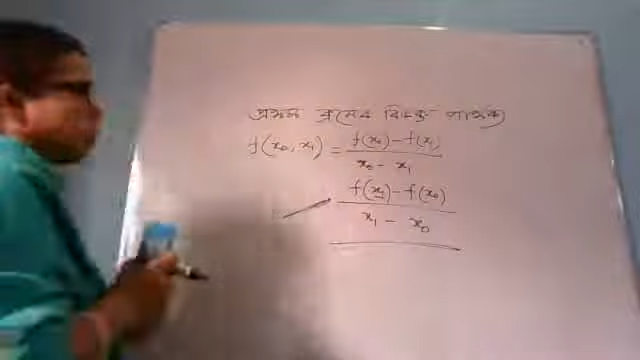 প্রথম ক্রমের বিভক্ত পার্থক্য
f(x₀, x₁) = f(x₀) - f(x₁) / x₀ - x₁
f(x₁) - f(x₀) / x₁ - x₀